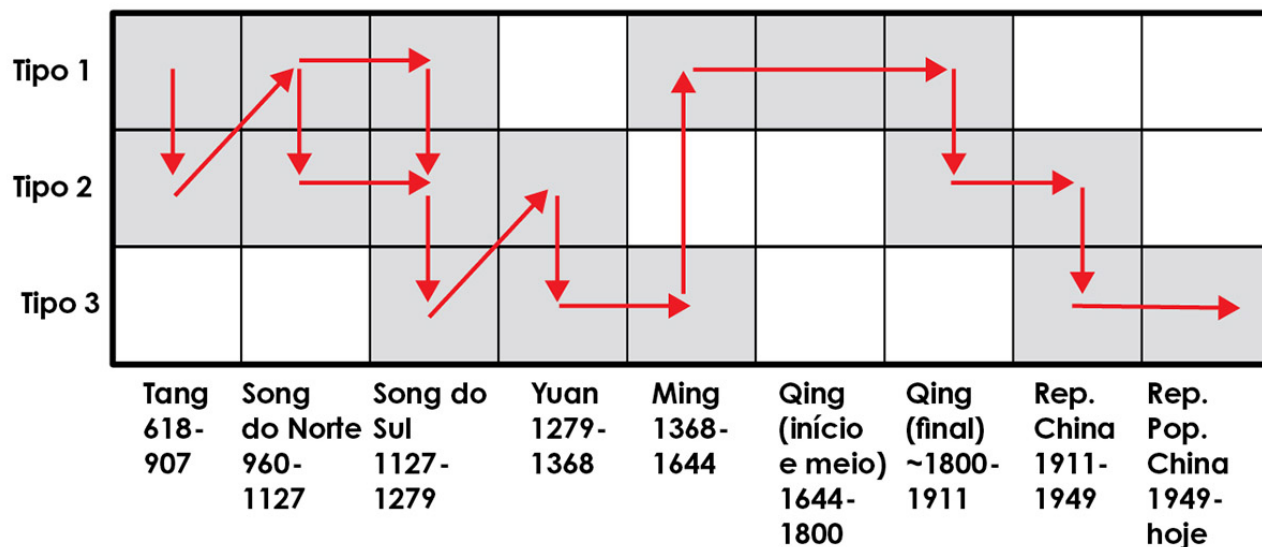 Tipo 1
Tipo 2
Tipo 3
Tang
618-
907
Song
do Norte
960-
1127
Song do
Sul
1127-
1279
Yuan
1279-
1368
Ming
1368-
1644
Qing
(início
e meio)
1644-
1800
Qing
(final)
~1800-
1911
Rep.
China
1911-
1949
Rep.
Pop.
China
1949-
hoje